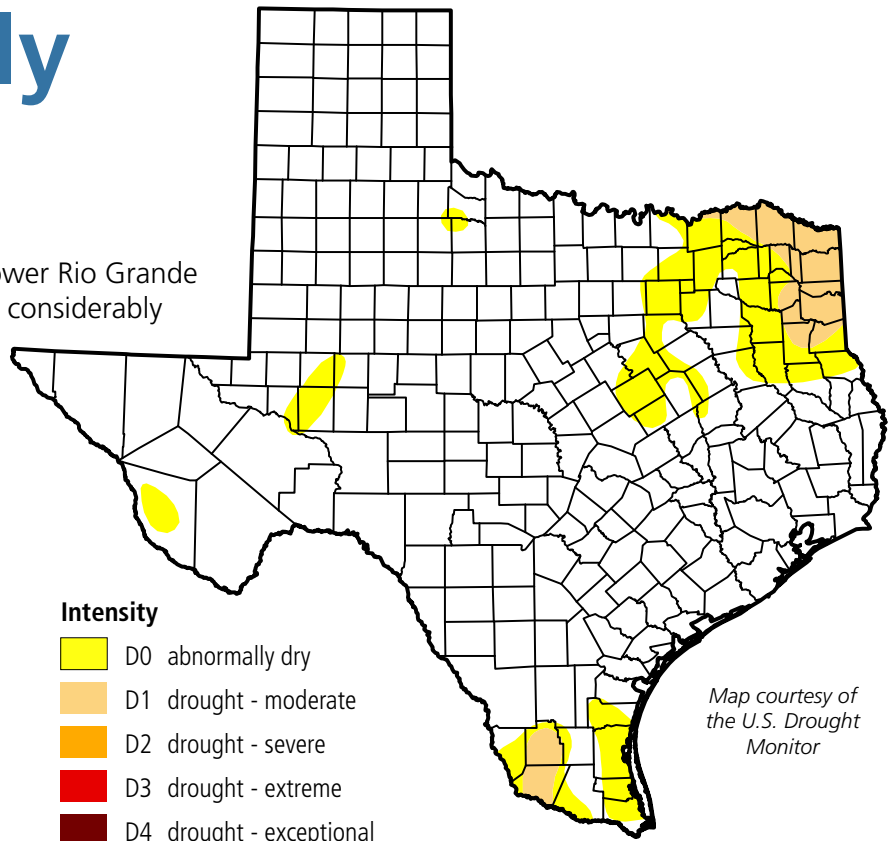 ly
ower Rio Grande
considerably
Intensity
D0 abnormally dry
D1 drought - moderate
D2 drought - severe
D3 drought - extreme
D4 drought - exceptional
Map courtesy of
the U.S. Drought
Monitor